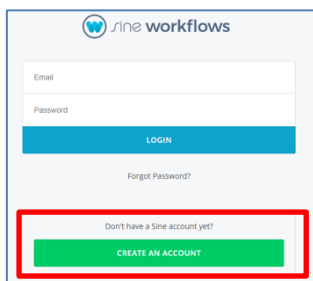 sine workflows
Email
Password
LOGIN
Forgot Password?
Don't have a Sine account yet?
CREATE AN ACCOUNT